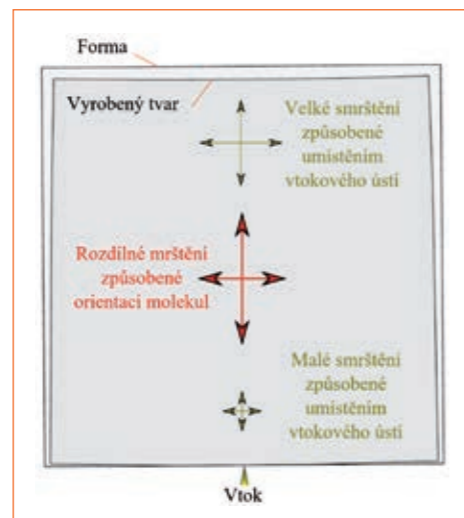 Forma
Vyrobený tvar
Velké smrštění
způsobené
umístěním
vtokového ústí
Rozdílné mrštění
způsobené
orientaci molekul
Malé smrštění
způsobené
umístěním
vtokového ústí
Vtok